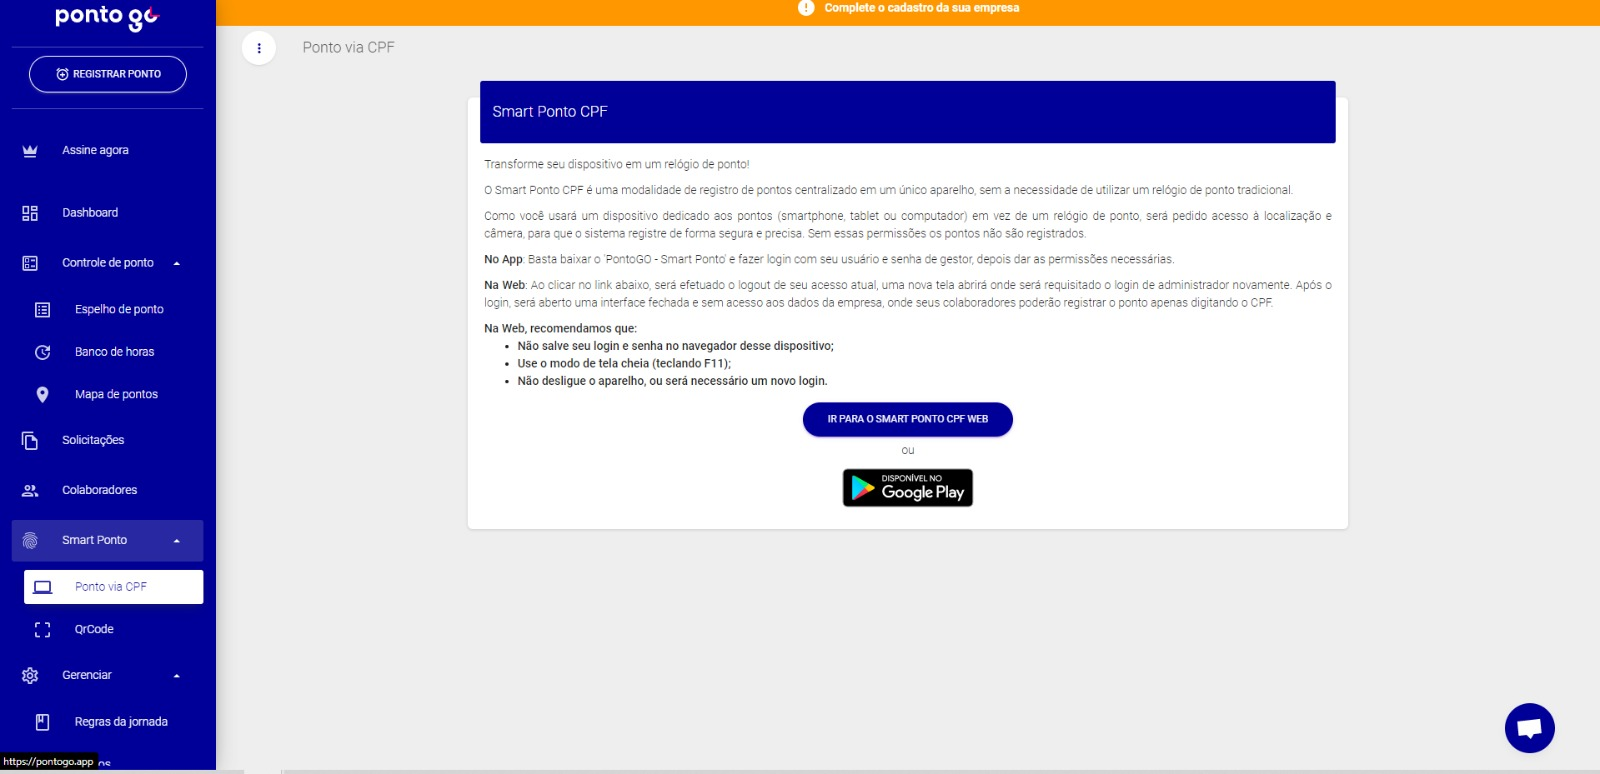 ponto go
REGISTRAR PONTO
Assine agora
Dashboard
Controle de ponto
Espelho de ponto
Banco de horas
Mapa de pontos
Solicitações
Colaboradores
Smart Ponto
Ponto via CPF
QrCode
Gerenciar
Regras da jornada
https://pontogo.app
Complete o cadastro da sua empresa
Ponto via CPF
Smart Ponto CPF
Transforme seu dispositivo em um relógio de ponto!
O Smart Ponto CPF é uma modalidade de registro de pontos centralizado em um único aparelho, sem a necessidade de utilizar um relógio de ponto tradicional.
Como você usará um dispositivo dedicado aos pontos (smartphone, tablet ou computador) em vez de um relógio de ponto, será pedido acesso à localização e
câmera, para que o sistema registre de forma segura e precisa. Sem essas permissões os pontos não são registrados.
No App: Basta baixar o 'PontoGO - Smart Ponto' e fazer login com seu usuário e senha de gestor, depois dar as permissões necessárias.
Na Web: Ao clicar no link abaixo, será efetuado o logout de seu acesso atual, uma nova tela abrirá onde será requisitado o login de administrador novamente. Após o
login, será aberto uma interface fechada e sem acesso aos dados da empresa, onde seus colaboradores poderão registrar o ponto apenas digitando o CPF.
Na Web, recomendamos que:
• Não salve seu login e senha no navegador desse dispositivo;
• Use o modo de tela cheia (teclando F11);
• Não desligue o aparelho, ou será necessário um novo login.
IR PARA O SMART PONTO CPF WEB
ou
DISPONÍVEL NO
Google Play